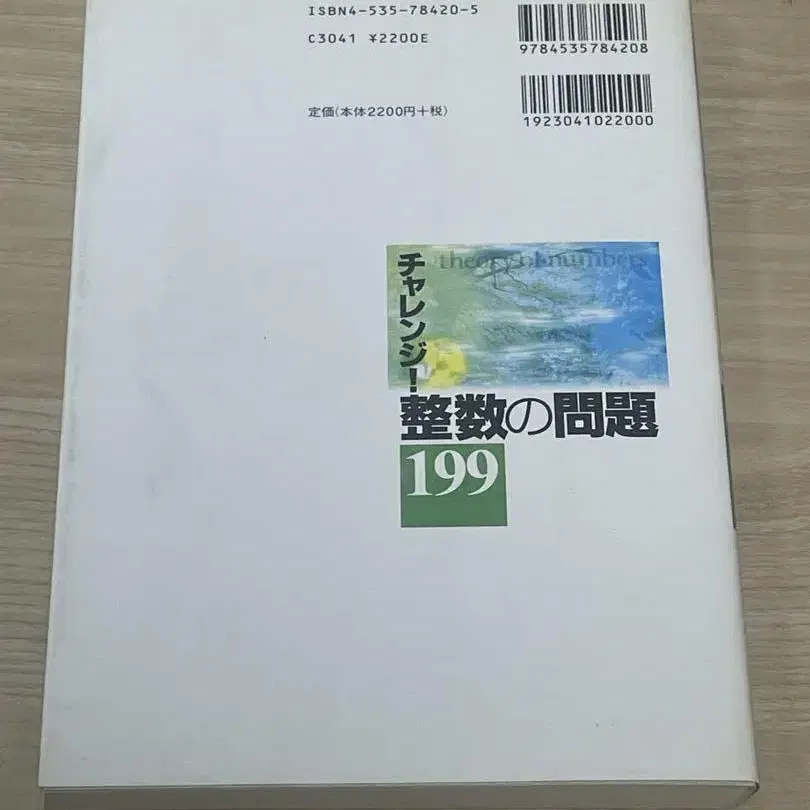 ISBN4-535-78420-5
C3041 ¥2200E
9784535784208
定価(本体2200円+税)
1923041022000
theory of numbers
チャレンジ!
整数の問題
199